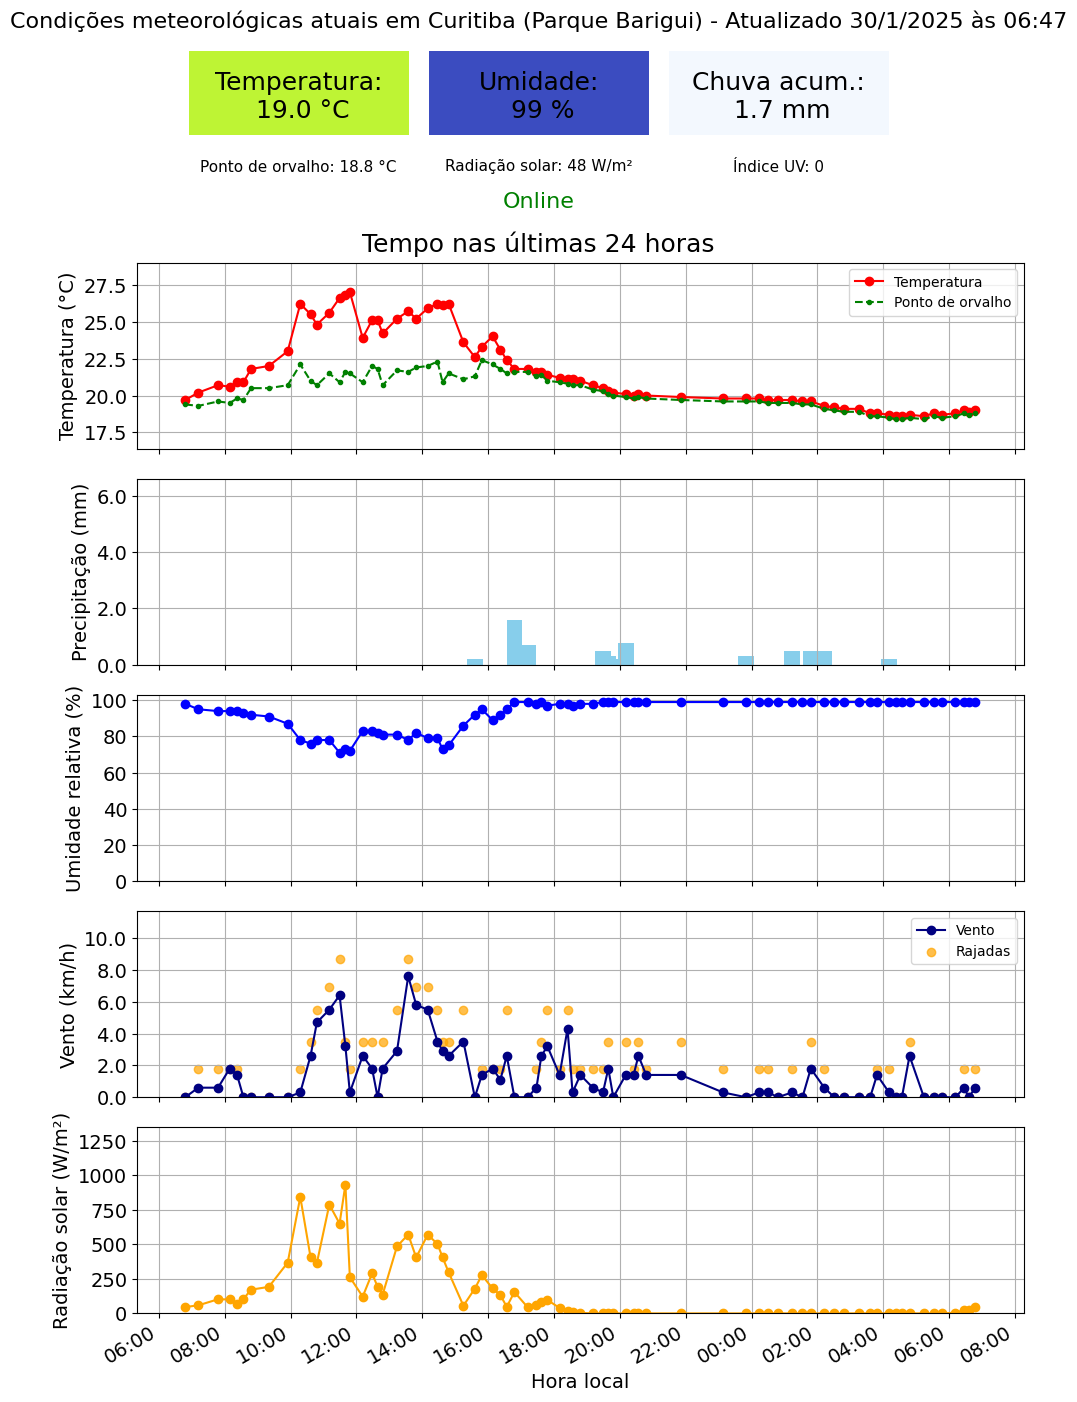 Condições meteorológicas atuais em Curitiba (Parque Barigui) - Atualizado 30/1/2025 às 06:47
Temperatura:
19.0 °C
Umidade:
99 %
Chuva acum.:
1.7 mm
Ponto de orvalho: 18.8 °C
Radiação solar: 48 W/m²
Índice UV: 0
Online
Tempo nas últimas 24 horas
Temperatura (°C)
27.5
25.0
22.5
20.0
17.5
Temperatura
Ponto de orvalho
Precipitação (mm)
6.0
4.0
2.0
0.0
Umidade relativa (%)
100
80
60
40
20
0
Vento (km/h)
10.0
8.0
6.0
4.0
2.0
0.0
Vento
Rajadas
Radiação solar (W/m²)
1250
1000
750
500
250
0
06:00
08:00
10:00
12:00
14:00
16:00
18:00
20:00
22:00
00:00
02:00
04:00
06:00
08:00
Hora local